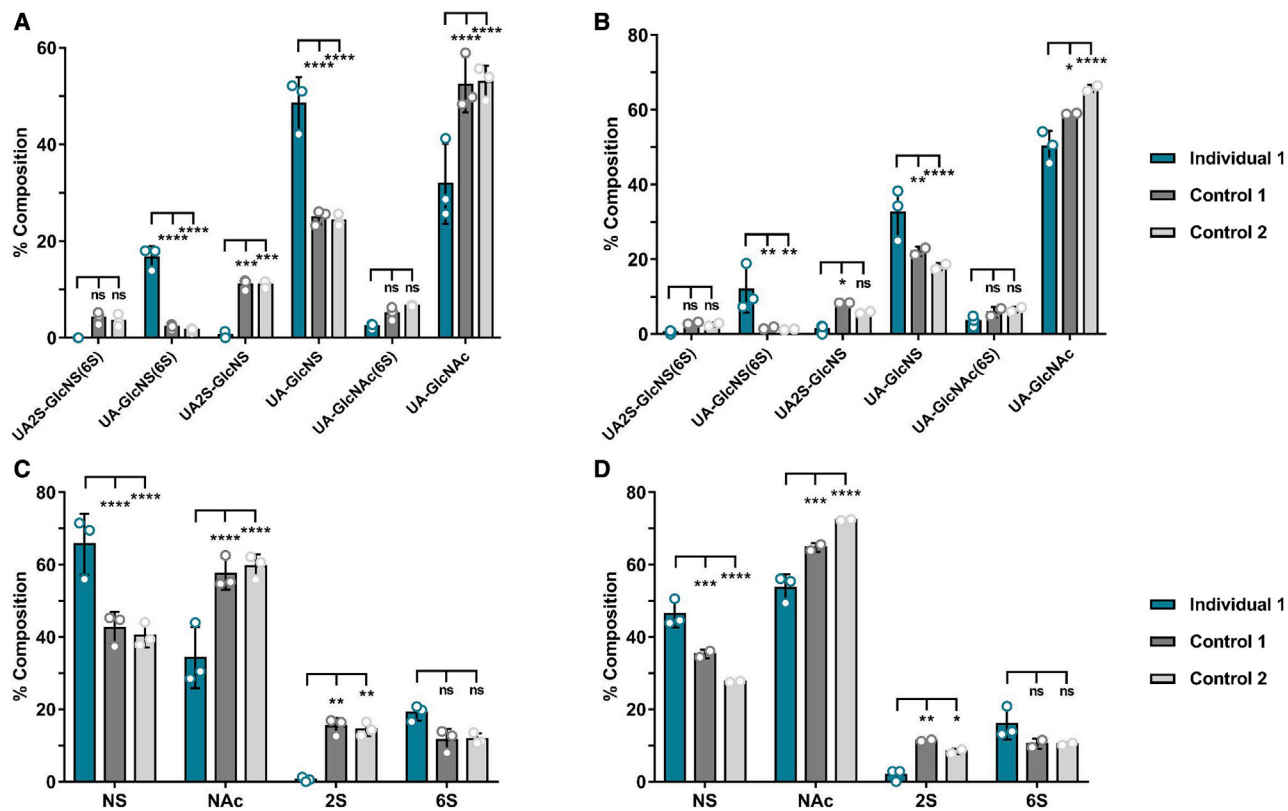 A
% Composition
60
40
20
0
ns ns
**** ****
*** ***
**** ****
ns ns
**** ****
UA2S-GlcNS(6S)
UA-GlcNS(6S)
UA2S-GlcNS
UA-GlcNS
UA-GlcNAc(6S)
UA-GlcNAc
B
% Composition
80
60
40
20
0
ns ns
** **
* ns
** ****
ns ns
* ****
UA2S-GlcNS(6S)
UA-GlcNS(6S)
UA2S-GlcNS
UA-GlcNS
UA-GlcNAc(6S)
UA-GlcNAc
Individual 1
Control 1
Control 2
C
% Composition
80
60
40
20
0
**** ****
**** ****
** **
ns ns
NS NAc 2S 6S
D
% Composition
80
60
40
20
0
*** ****
*** ****
** *
ns ns
NS NAc 2S 6S
Individual 1
Control 1
Control 2